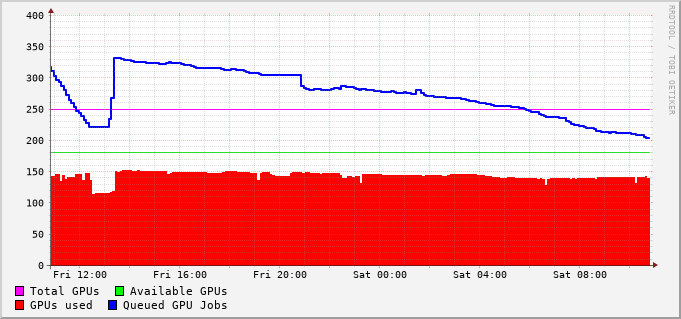 400
350
300
250
200
150
100
50
0
Fri 12:00 Fri 16:00 Fri 20:00 Sat 00:00 Sat 04:00 Sat 08:00
Total GPUs Available GPUs
GPUs used Queued GPU Jobs
RRDTOOL / TOBI OETIKER